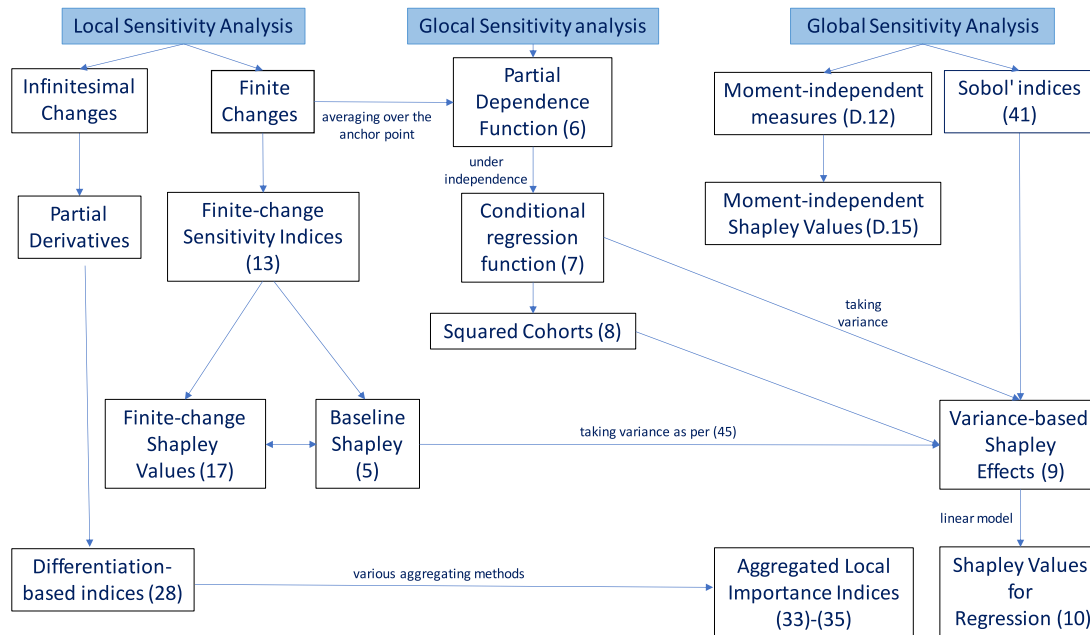 Local Sensitivity Analysis
Glocal Sensitivity analysis
Global Sensitivity Analysis
Infinitesimal
Changes
Finite
Changes
averaging over the
anchor point
Partial
Dependence
Function (6)
Moment-independent
measures (D.12)
Sobol' indices
(41)
under
independence
Partial
Derivatives
Finite-change
Sensitivity Indices
(13)
Conditional
regression
function (7)
Moment-independent
Shapley Values (D.15)
taking
variance
Squared Cohorts (8)
Finite-change
Shapley
Values (17)
Baseline
Shapley
(5)
taking variance as per (45)
Variance-based
Shapley
Effects (9)
linear model
Differentiation-
based indices (28)
various aggregating methods
Aggregated Local
Importance Indices
(33)-(35)
Shapley Values
for
Regression (10)